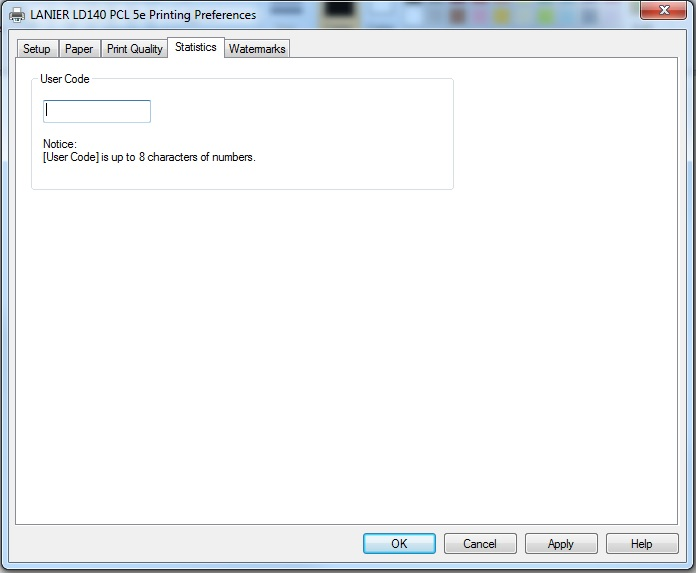 LANIER LD140 PCL 5e Printing Preferences
Setup Paper Print Quality Statistics Watermarks
User Code
Notice:
[User Code] is up to 8 characters of numbers.
OK Cancel Apply Help